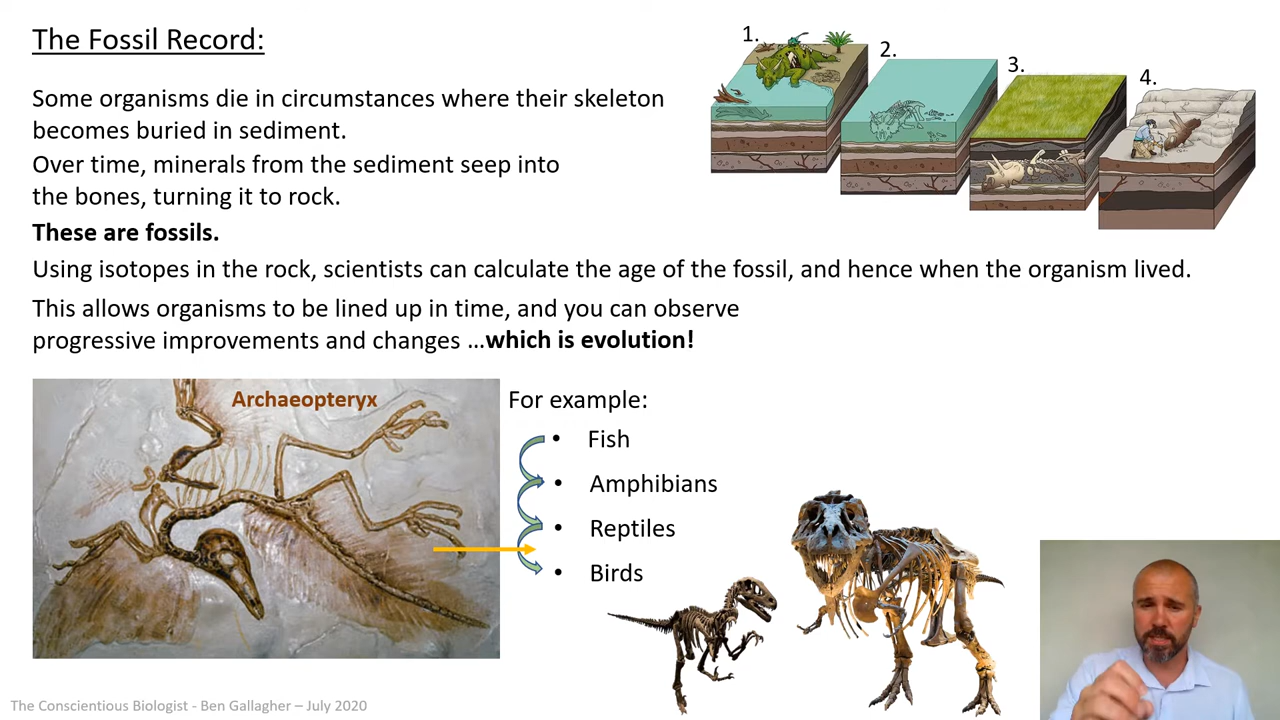 The Fossil Record:
1.
2.
3.
4.
Some organisms die in circumstances where their skeleton
becomes buried in sediment.
Over time, minerals from the sediment seep into
the bones, turning it to rock.
These are fossils.
Using isotopes in the rock, scientists can calculate the age of the fossil, and hence when the organism lived.
This allows organisms to be lined up in time, and you can observe
progressive improvements and changes ...which is evolution!
Archaeopteryx
For example:
• Fish
• Amphibians
• Reptiles
• Birds
The Conscientious Biologist - Ben Gallagher – July 2020